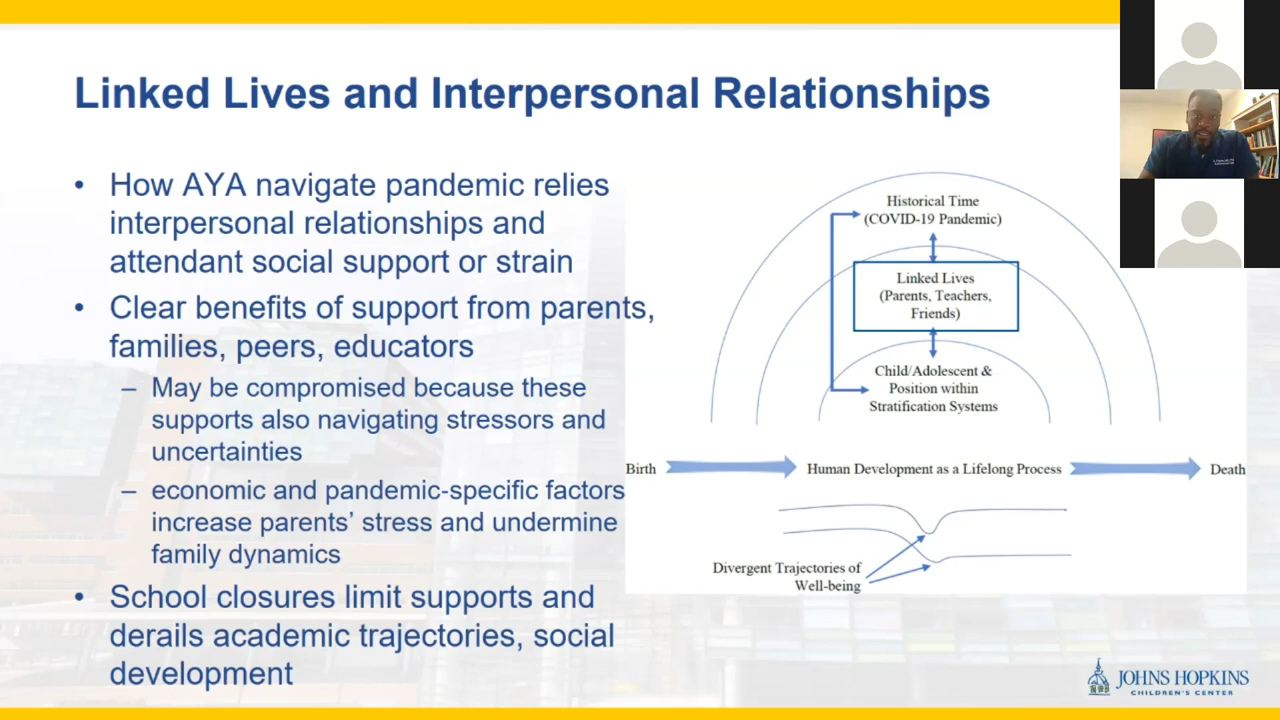 Linked Lives and Interpersonal Relationships
• How AYA navigate pandemic relies
interpersonal relationships and
attendant social support or strain
• Clear benefits of support from parents,
families, peers, educators
– May be compromised because these
supports also navigating stressors and
uncertainties
– economic and pandemic-specific factors
increase parents’ stress and undermine
family dynamics
• School closures limit supports and
derails academic trajectories, social
development
Historical Time
(COVID-19 Pandemic)
Linked Lives
(Parents, Teachers,
Friends)
Child/Adolescent &
Position within
Stratification Systems
Birth
Human Development as a Lifelong Process
Death
Divergent Trajectories of
Well-being
JOHNS HOPKINS
CHILDREN'S CENTER